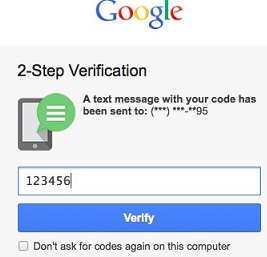 Google
2-Step Verification
A text message with your code has
been sent to: (***) ***-**95
123456
Verify
Don't ask for codes again on this computer